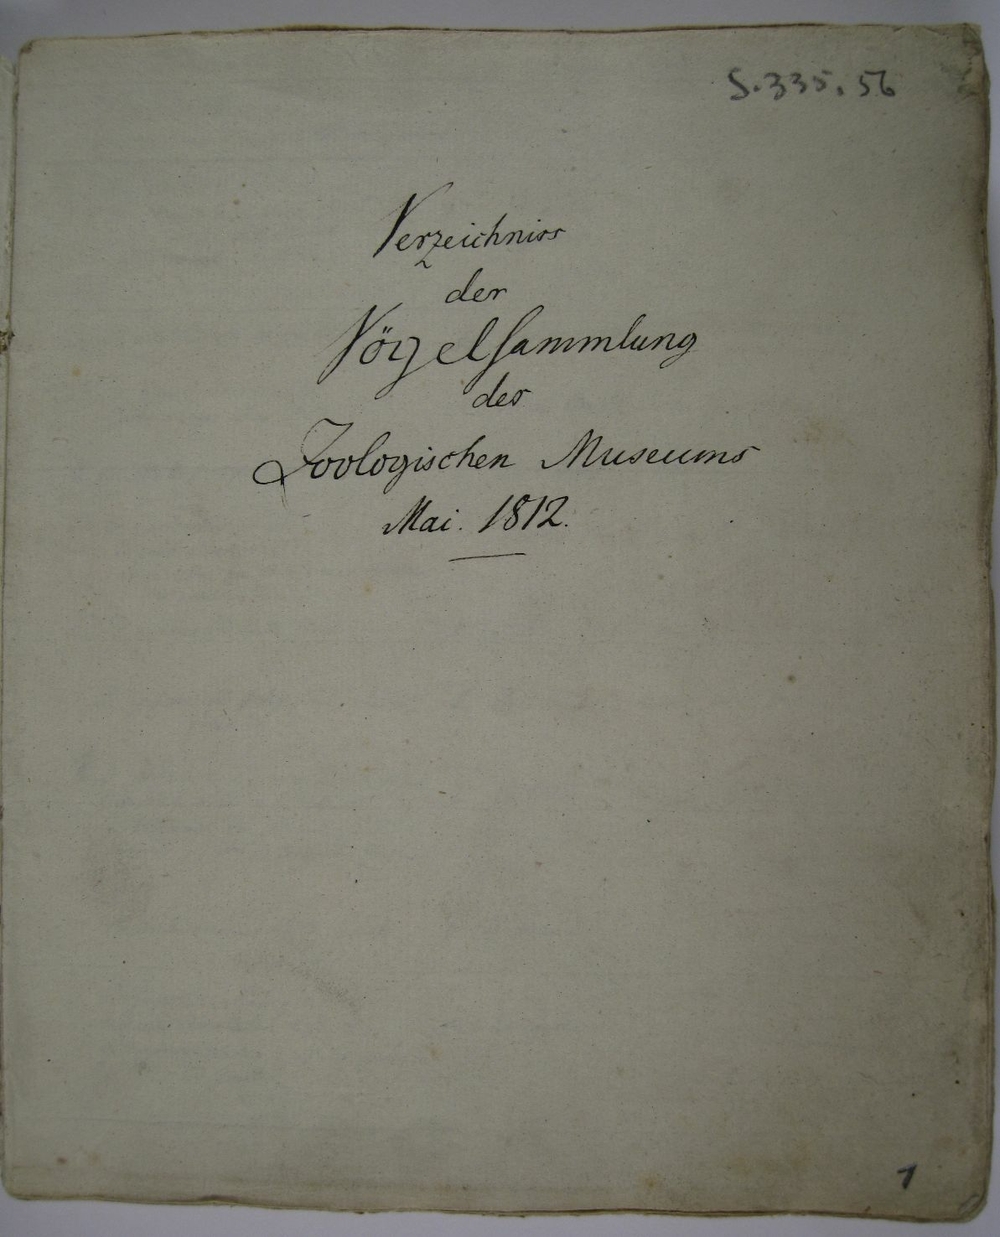 S. 335. 56
Verzeichniss
der
Vögelsammlung
des
Zoologischen Museums
Mai. 1812.
1